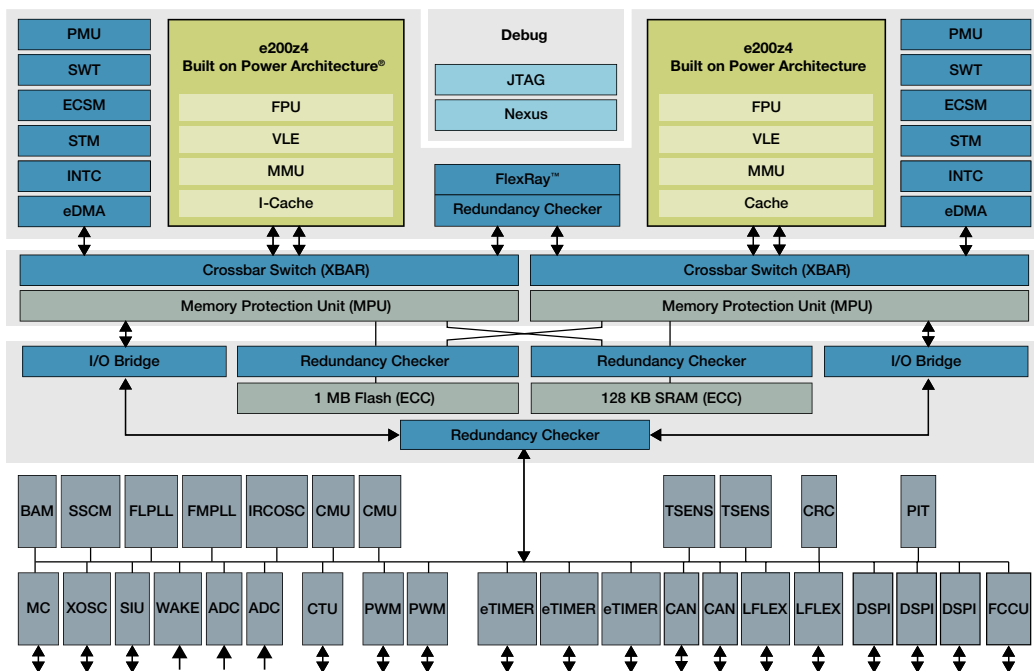 PMU
SWT
ECSM
STM
INTC
eDMA
e200z4
Built on Power Architecture®
FPU
VLE
MMU
I-Cache
Debug
JTAG
Nexus
FlexRay™
Redundancy Checker
e200z4
Built on Power Architecture
FPU
VLE
MMU
Cache
PMU
SWT
ECSM
STM
INTC
eDMA
Crossbar Switch (XBAR)
Crossbar Switch (XBAR)
Memory Protection Unit (MPU)
Memory Protection Unit (MPU)
I/O Bridge
Redundancy Checker
Redundancy Checker
I/O Bridge
1 MB Flash (ECC)
128 KB SRAM (ECC)
Redundancy Checker
BAM
SSCM
FLPLL
FMPLL
IRCOSC
CMU
CMU
TSENS
TSENS
CRC
PIT
MC
XOSC
SIU
WAKE
ADC
ADC
CTU
PWM
PWM
eTIMER
eTIMER
eTIMER
CAN
CAN
LFLEX
LFLEX
DSPI
DSPI
DSPI
FCCU